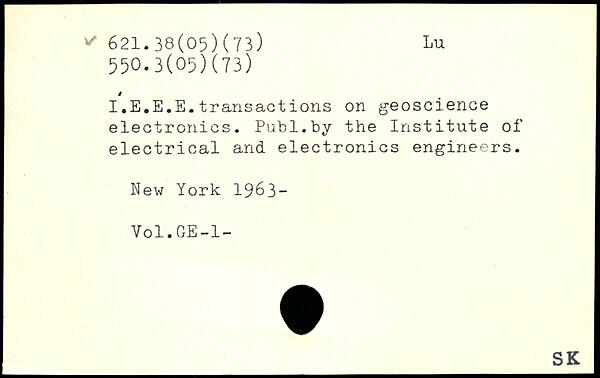 621.38(05)(73) Lu
550.3(05)(73)
I.E.E.E.transactions on geoscience
electronics. Publ.by the Institute of
electrical and electronics engineers.
New York 1963-
Vol.GE-1-
SK